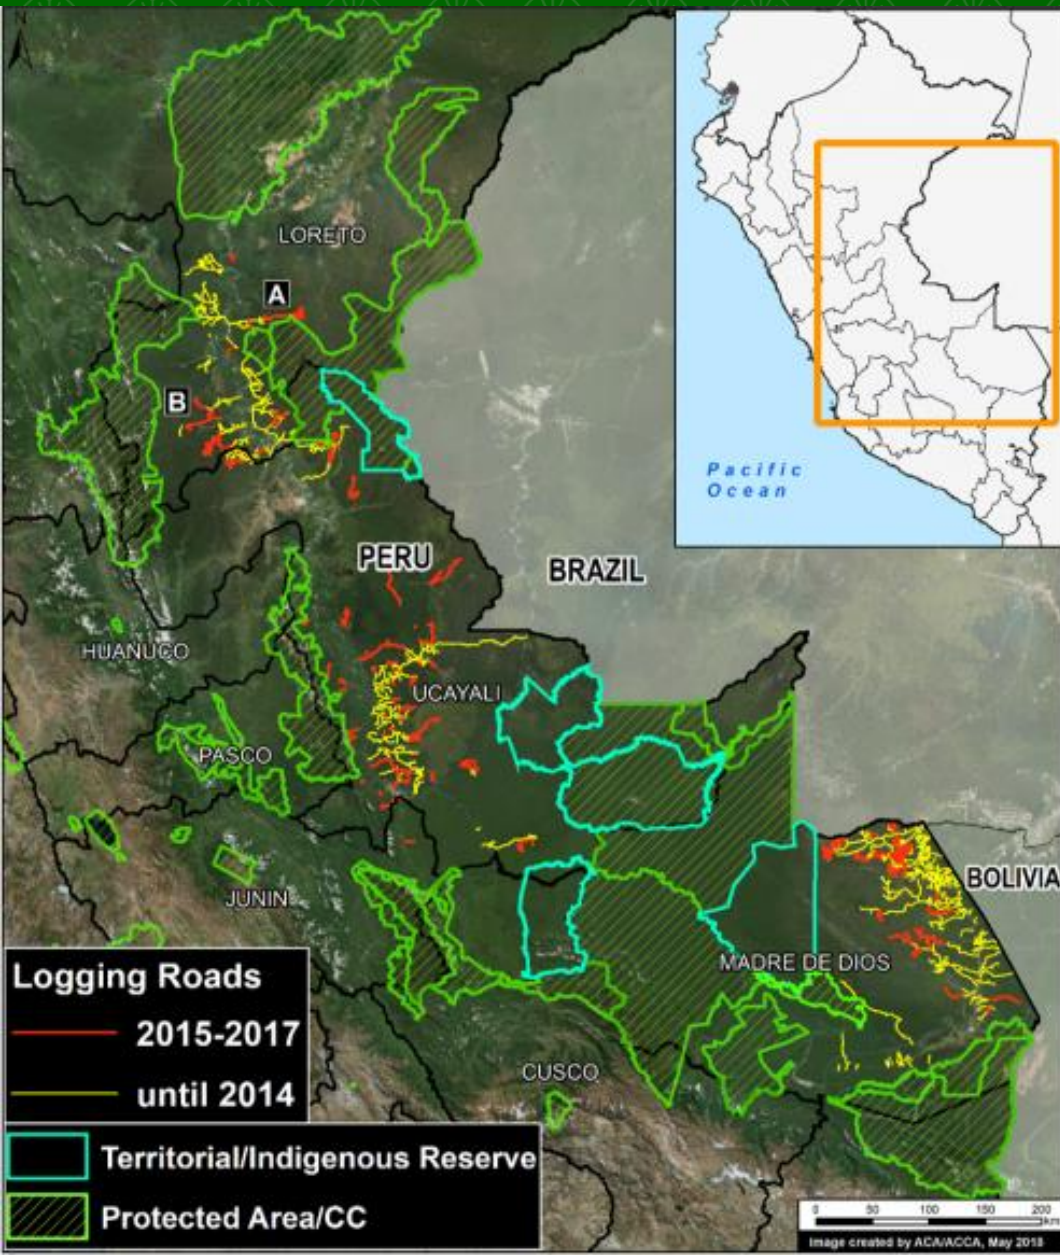 N
LORETO
A
B
Pacific
Ocean
PERU
BRAZIL
HUANUCO
UCAYALI
PASCO
BOLIVIA
JUNIN
MADRE DE DIOS
CUSCO
Logging Roads
2015-2017
until 2014
Territorial/Indigenous Reserve
Protected Area/CC
0 50 100 150 200
km
Image created by ACA/ACCA, May 2018